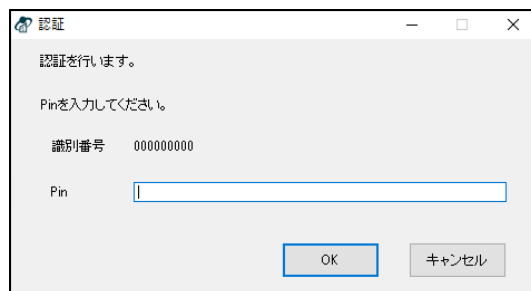 認証
認証を行います。
Pinを入力してください。
識別番号 000000000
Pin
OK キャンセル